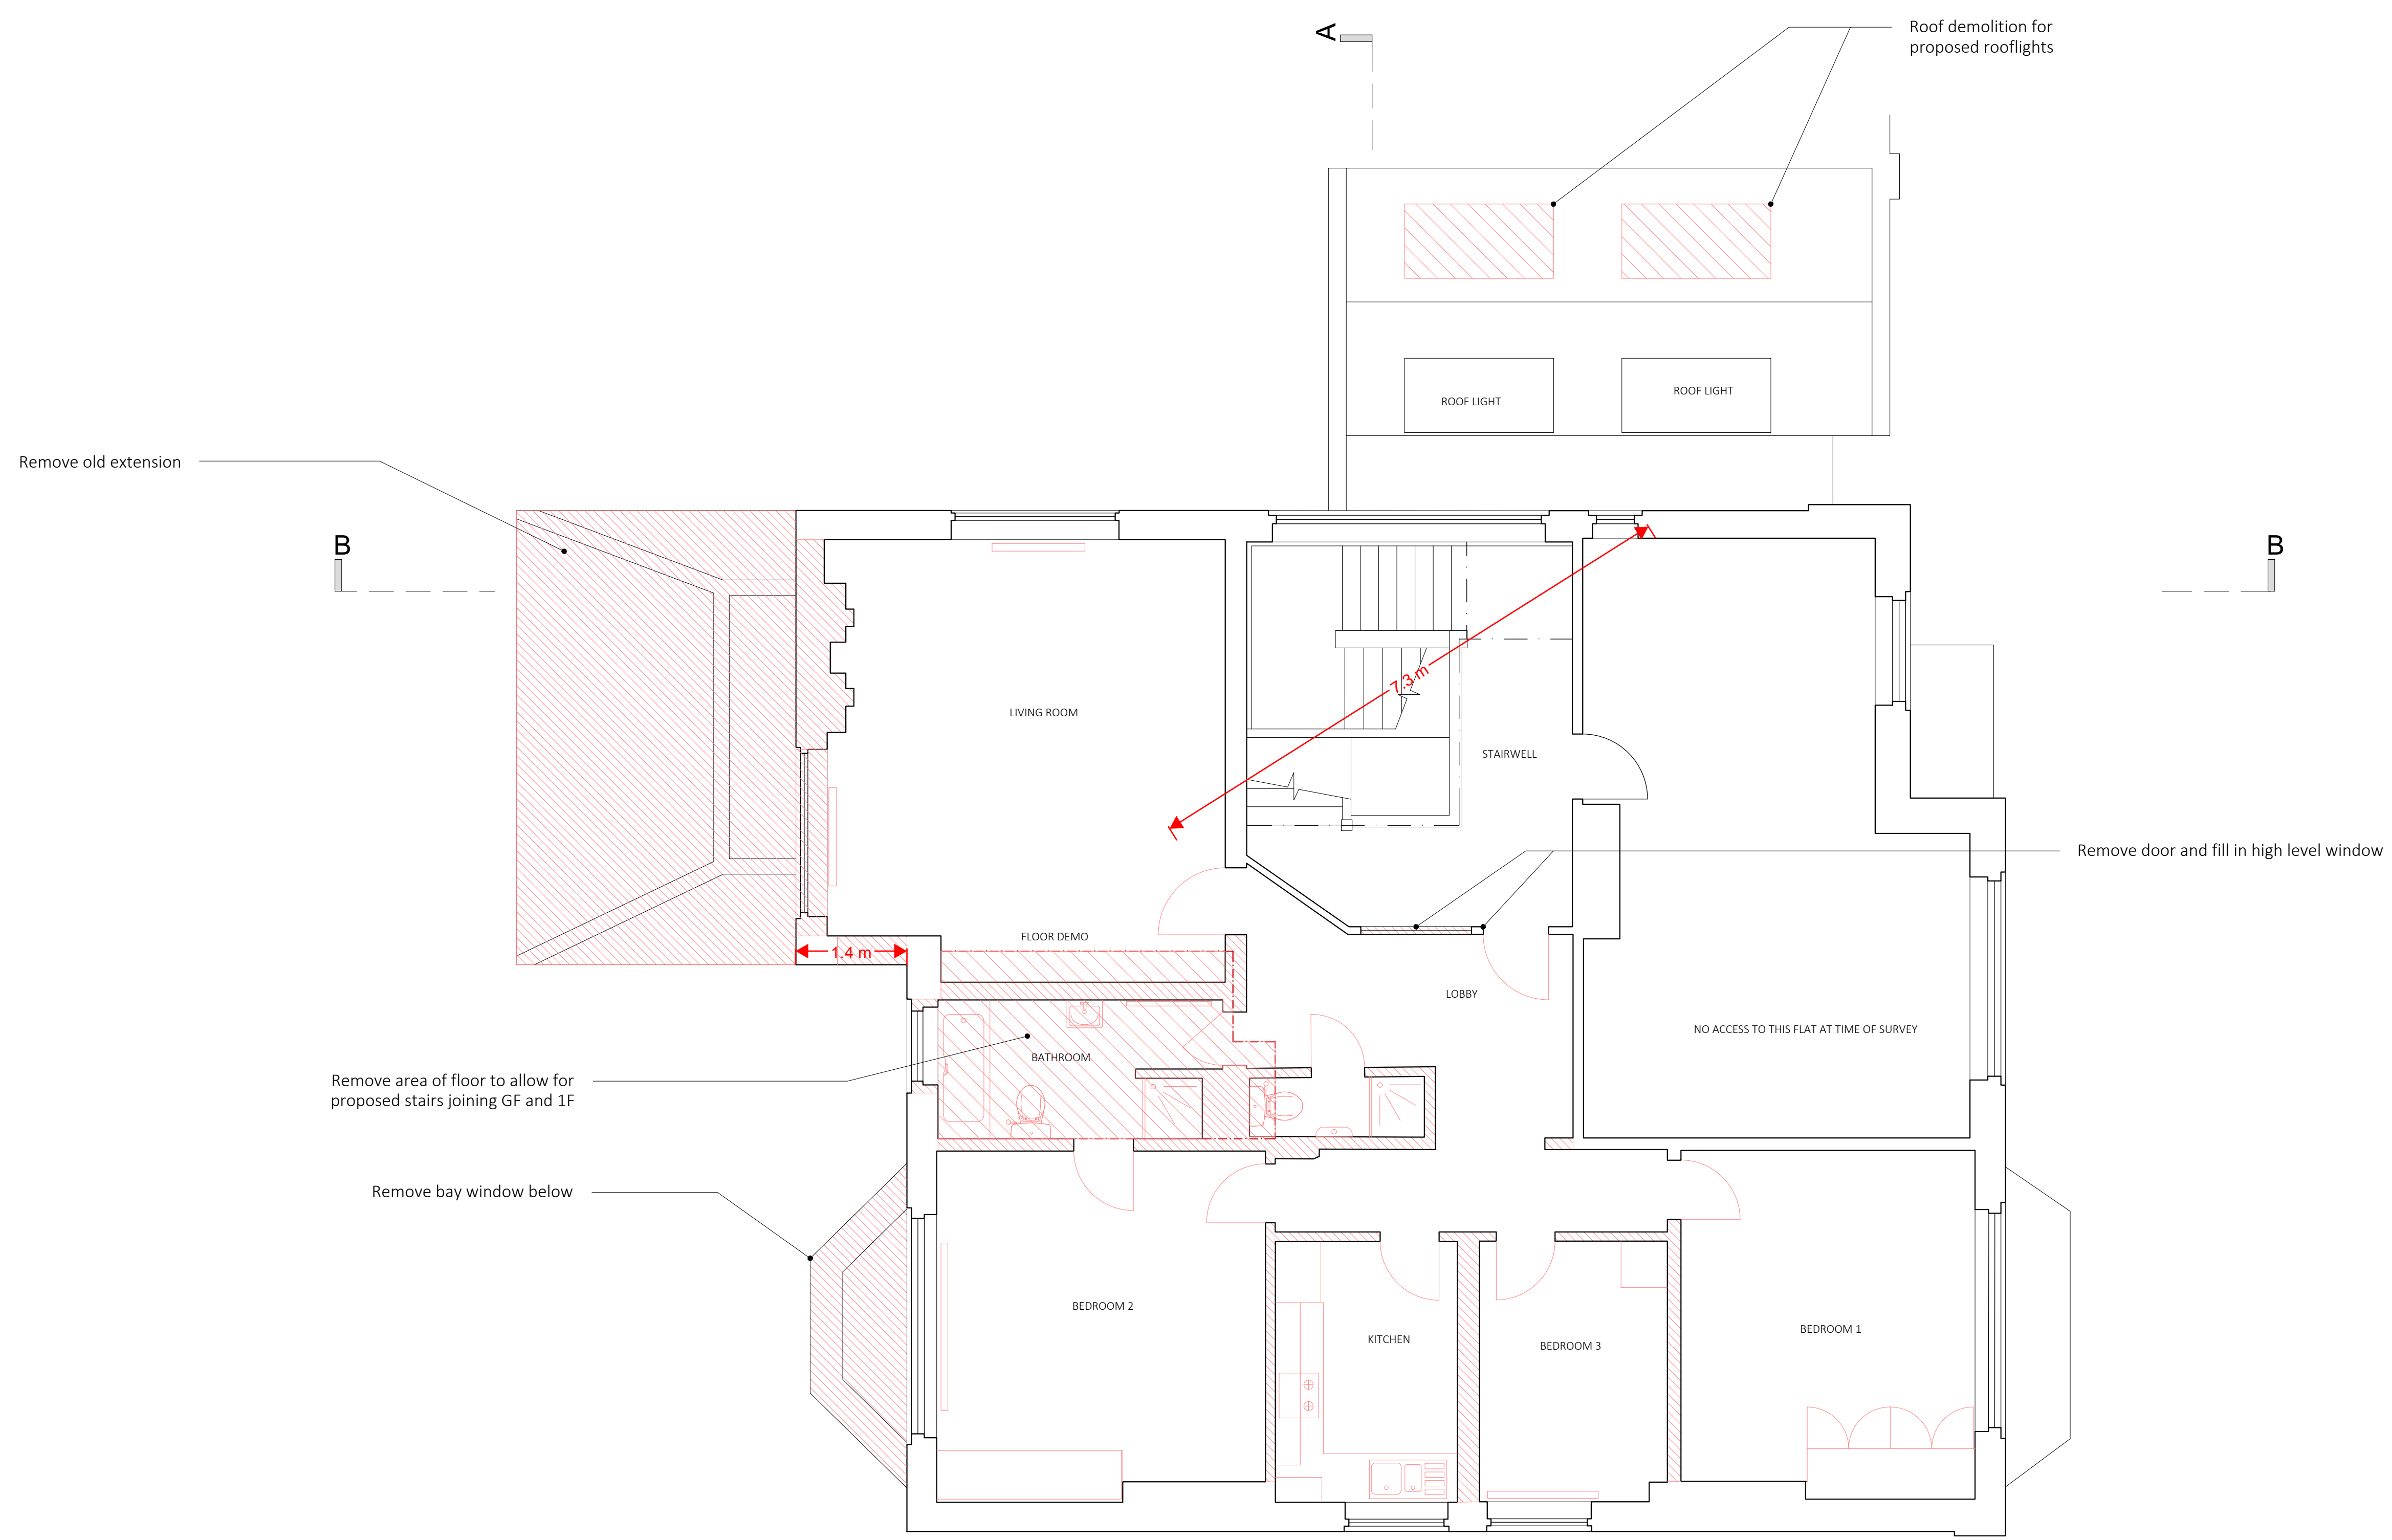 Roof demolition for
proposed rooflights
A
ROOF LIGHT
ROOF LIGHT
Remove old extension
B
B
7.3 m
LIVING ROOM
STAIRWELL
Remove door and fill in high level window
FLOOR DEMO
1.4 m
LOBBY
NO ACCESS TO THIS FLAT AT TIME OF SURVEY
BATHROOM
Remove area of floor to allow for
proposed stairs joining GF and 1F
Remove bay window below
BEDROOM 2
KITCHEN
BEDROOM 3
BEDROOM 1